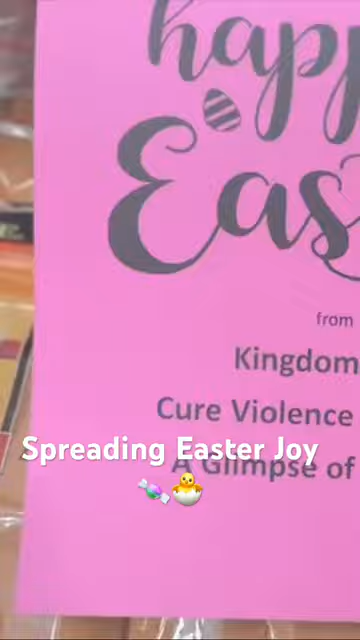 happ
Eas
from
Kingdom
Cure Violence
Spreading Easter Joy
A Glimpse of